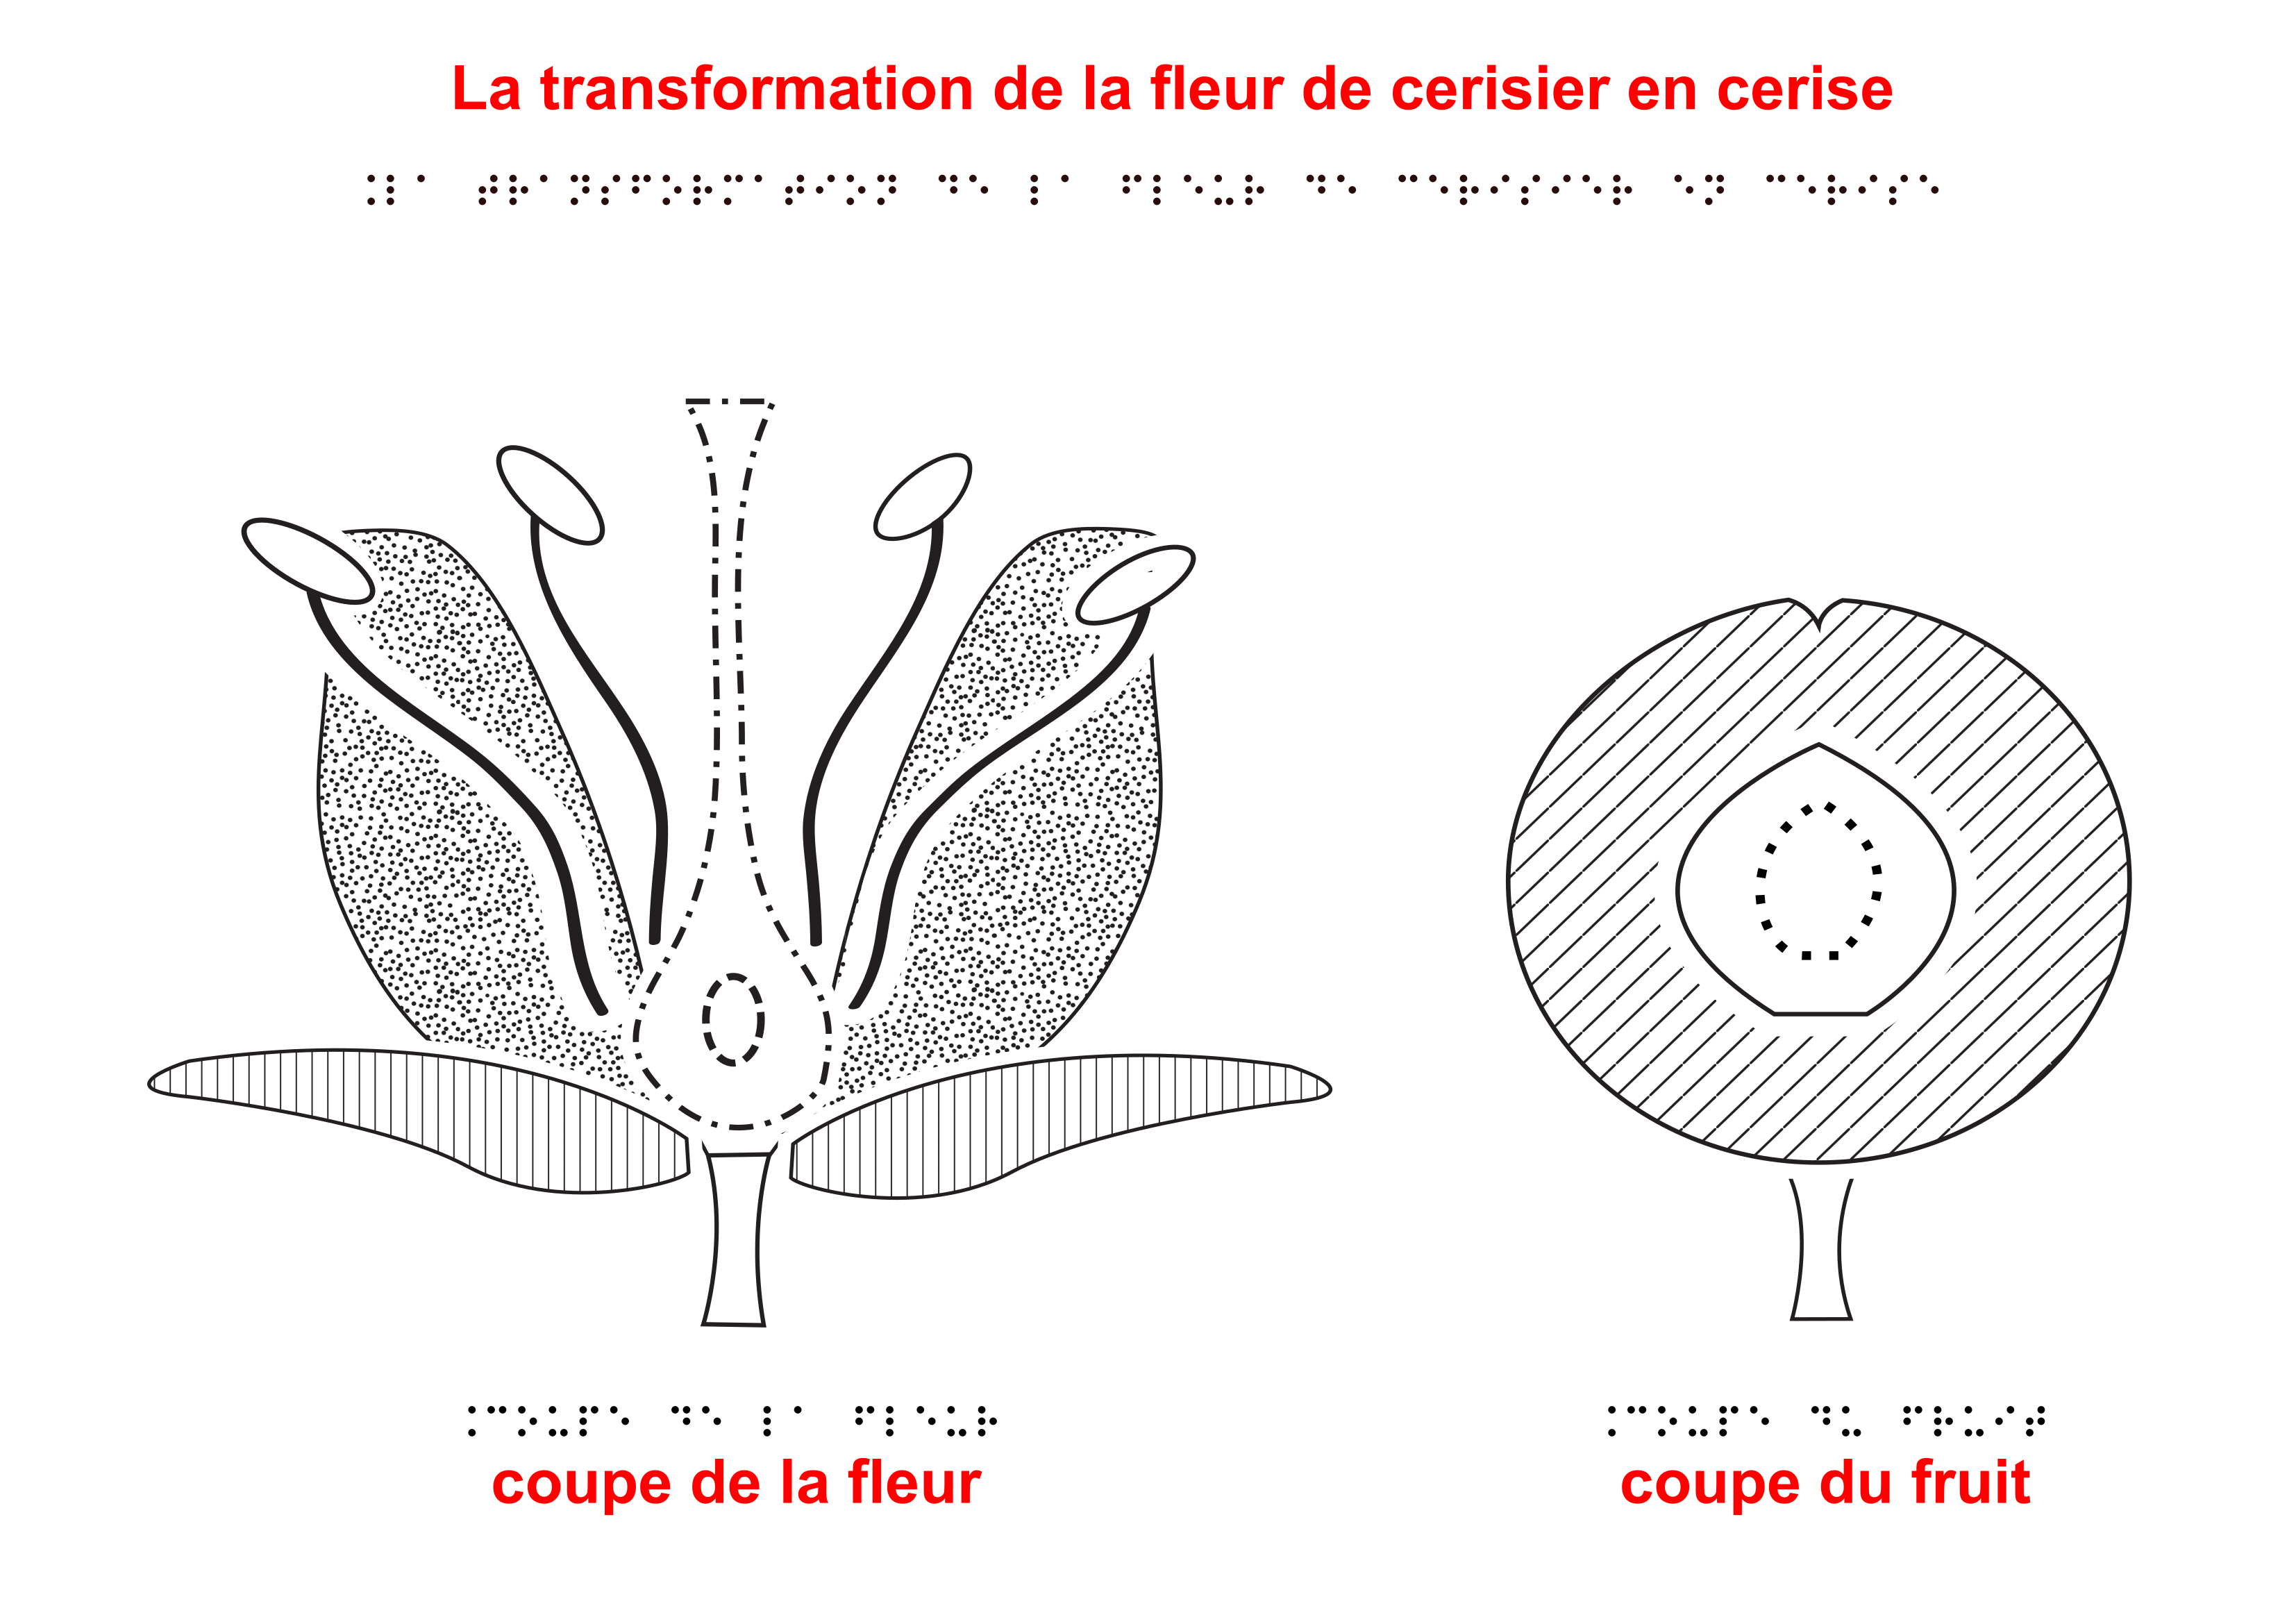 La transformation de la fleur de cerisier en cerise
⠨⠇⠁ ⠞⠗⠁⠝⠎⠋⠕⠗⠍⠁⠞⠊⠕⠝ ⠙⠑ ⠇⠁ ⠋⠇⠑⠥⠗ ⠙⠑ ⠉⠑⠗⠊⠎⠊⠑⠗ ⠑⠝ ⠉⠑⠗⠊⠎⠑
⠨⠉⠕⠥⠏⠑ ⠙⠑ ⠇⠁ ⠋⠇⠑⠥⠗
coupe de la fleur
⠨⠉⠕⠥⠏⠑ ⠙⠥ ⠋⠗⠥⠊⠞
coupe du fruit